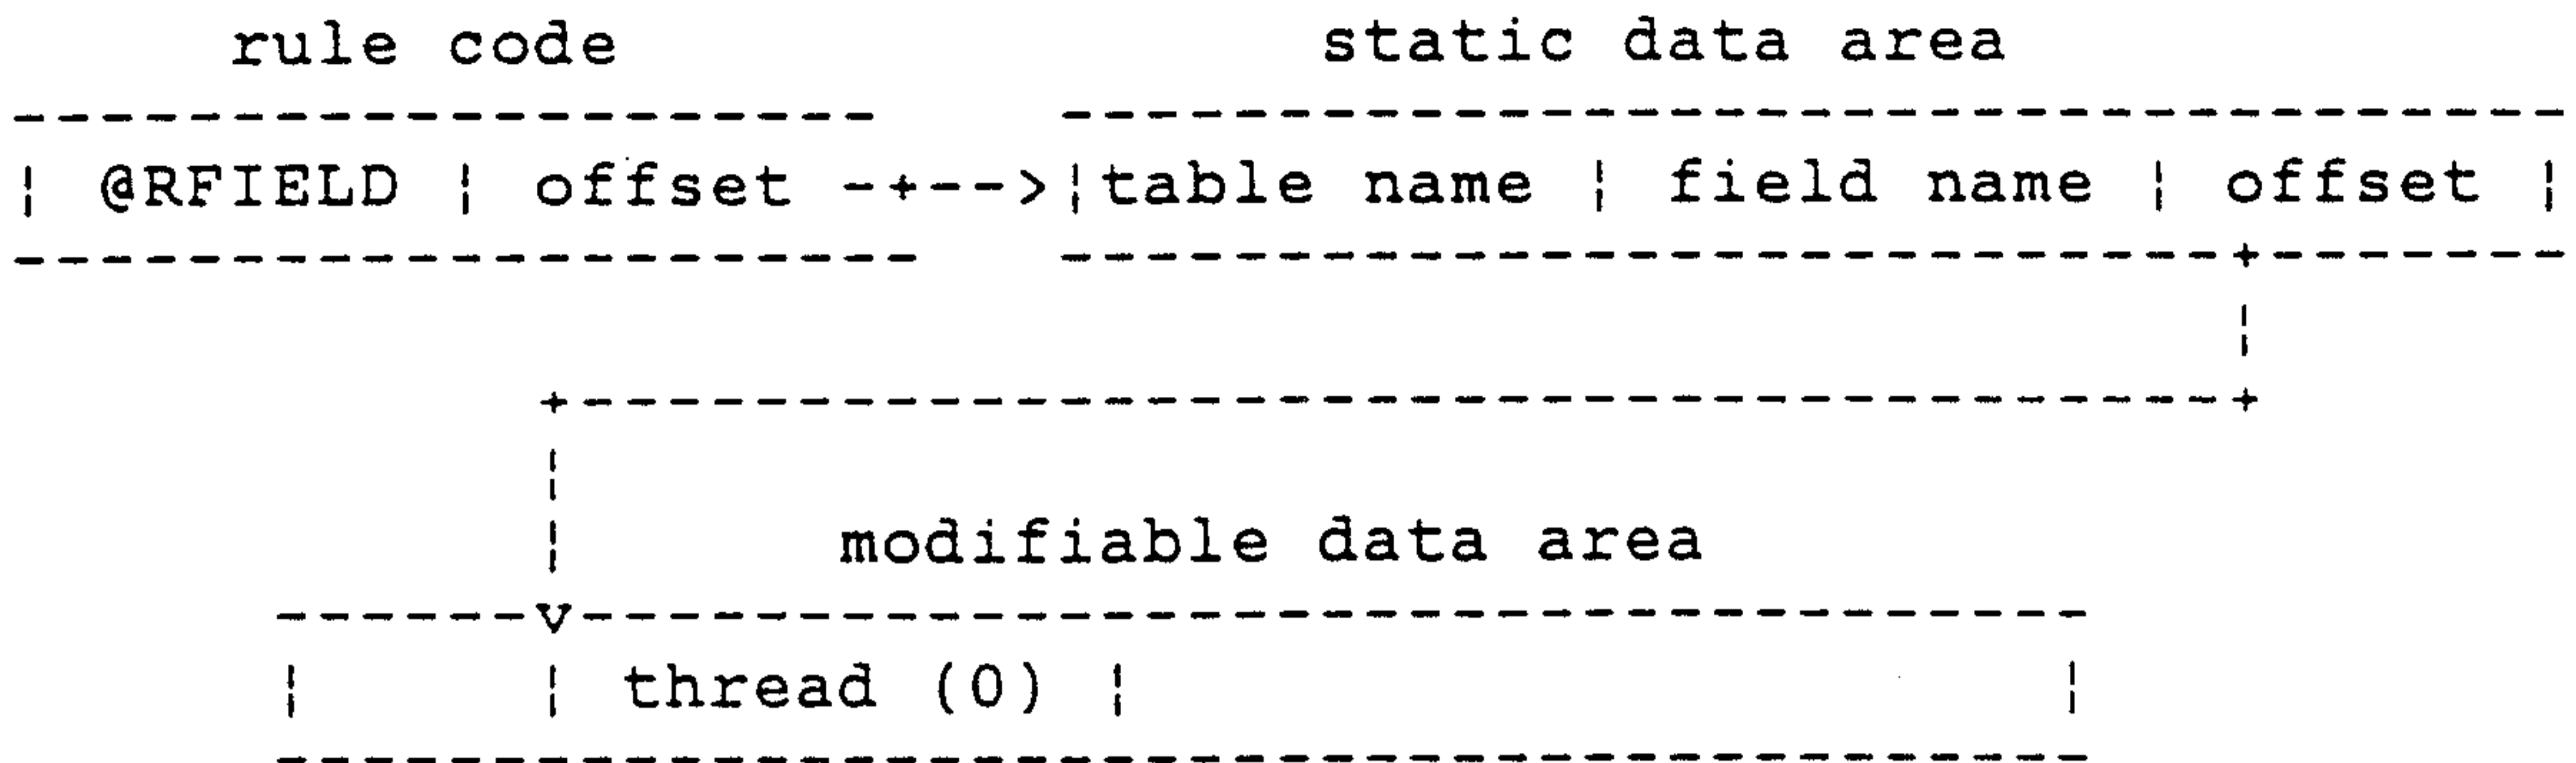 rule code static data area
| @RFIELD | offset -+--->|table name | field name | offset |
modifiable data area
| | thread (0) | |